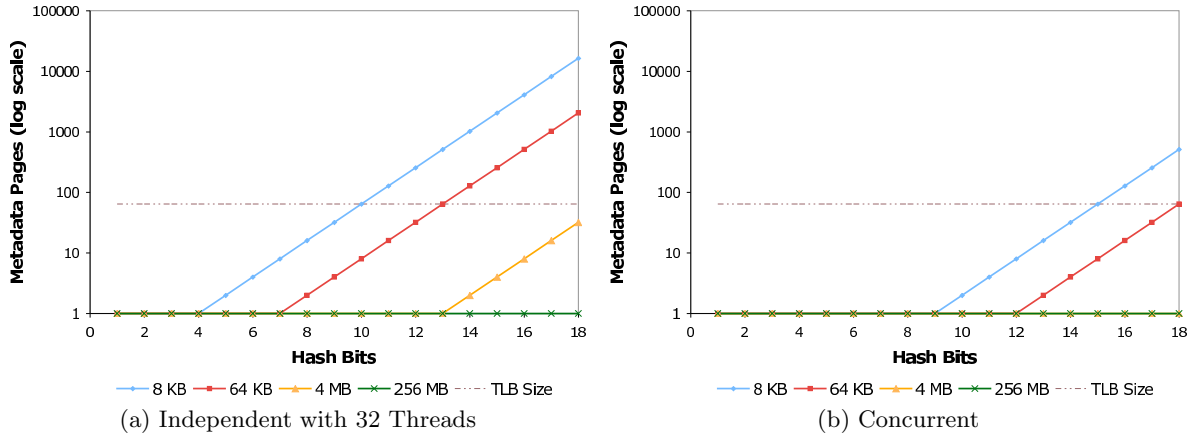 100000
10000
1000
100
10
1
Metadata Pages (log scale)
0 2 4 6 8 10 12 14 16 18
Hash Bits
8 KB 64 KB 4 MB 256 MB TLB Size
(a) Independent with 32 Threads
100000
10000
1000
100
10
1
Metadata Pages (log scale)
0 2 4 6 8 10 12 14 16 18
Hash Bits
8 KB 64 KB 4 MB 256 MB TLB Size
(b) Concurrent